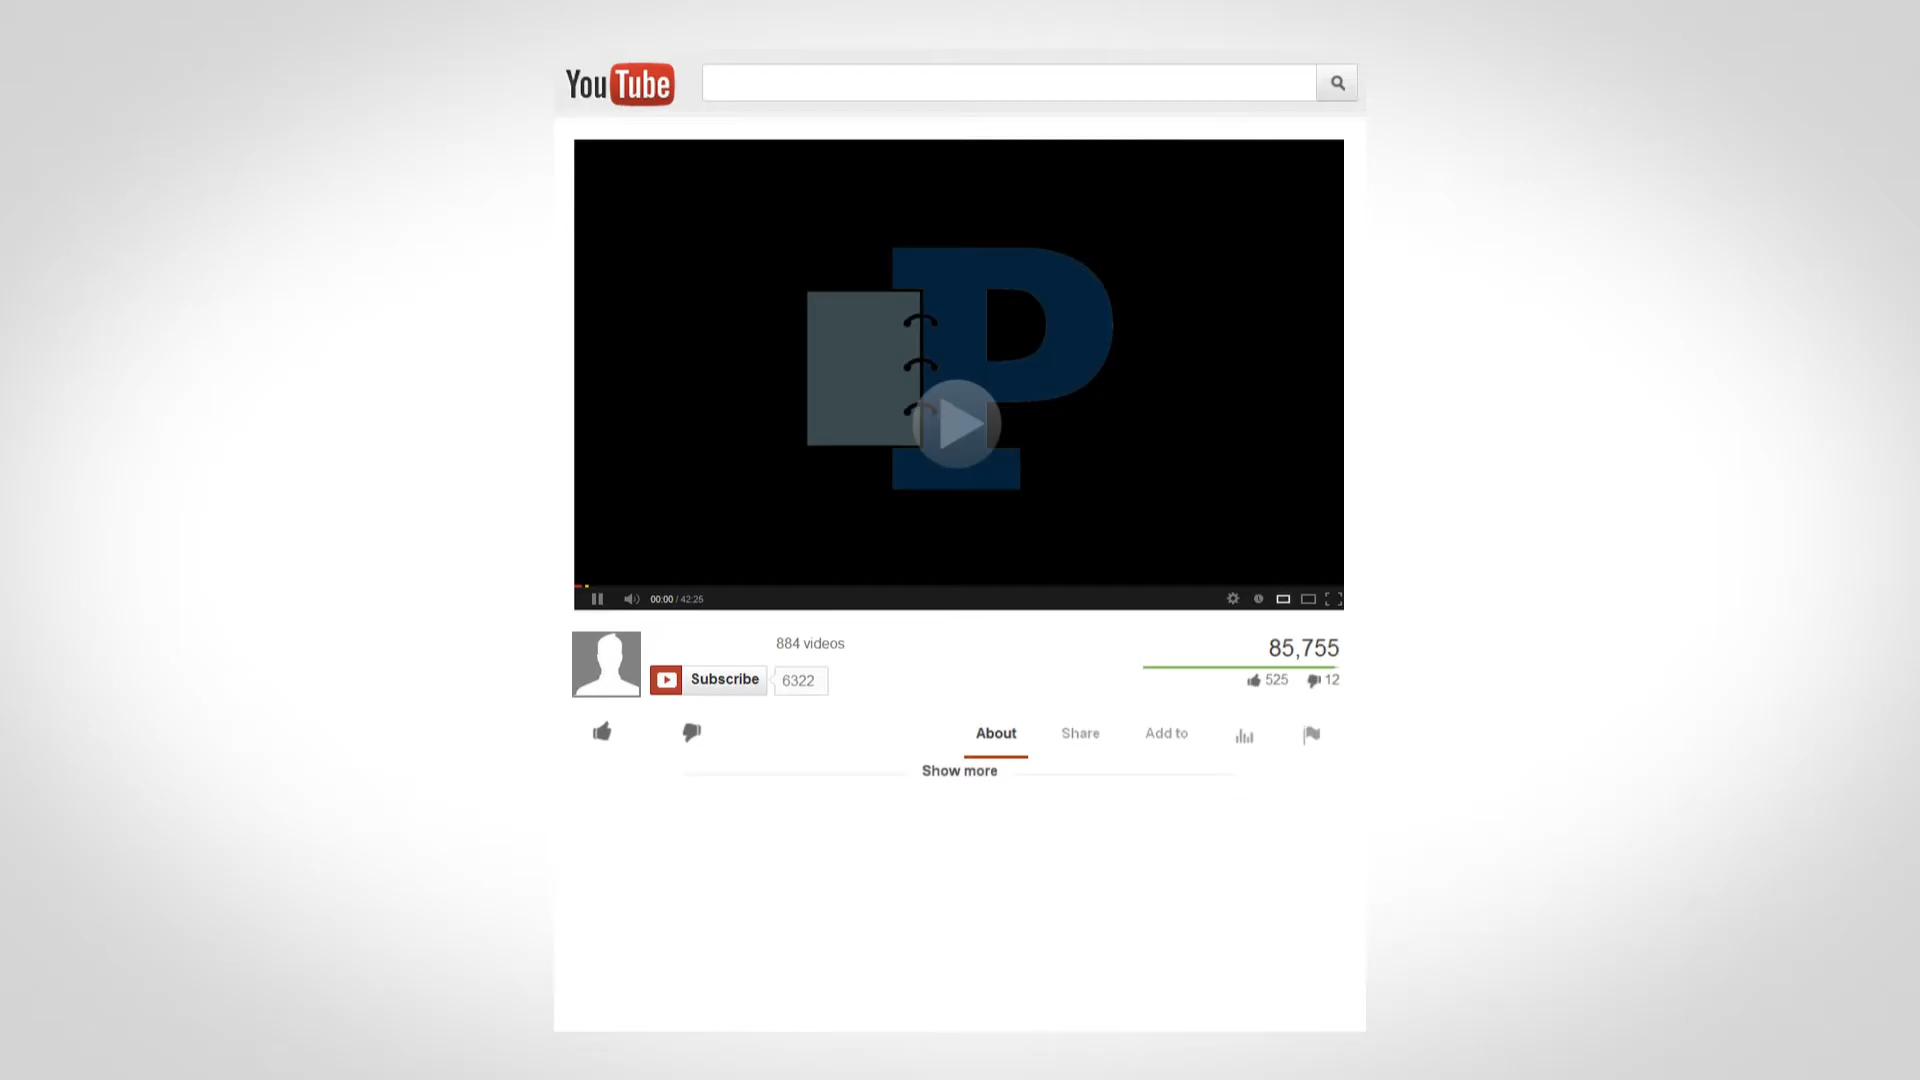 YouTube
P
00:00 / 42:25
884 videos
85,755
Subscribe
6322
525
12
About
Share
Add to
Show more